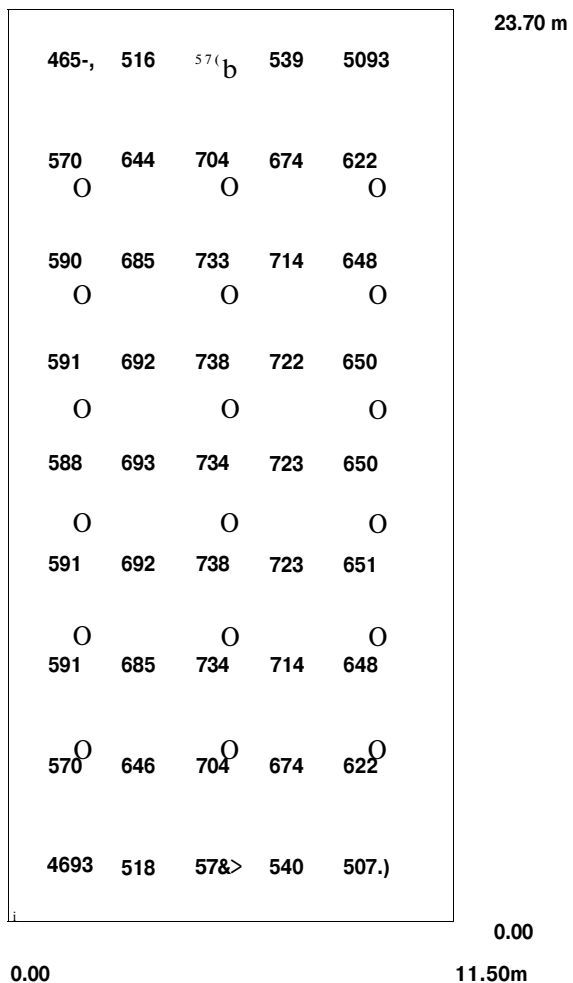 23.70 m
465-, 516 57( b 539 5093
570 644 704 674 622
O O O
590 685 733 714 648
O O O
591 692 738 722 650
O O O
588 693 734 723 650
O O O
591 692 738 723 651
O O O
591 685 734 714 648
O O O
570 646 704 674 622
4693 518 57&> 540 507.)
i
0.00
0.00 11.50m